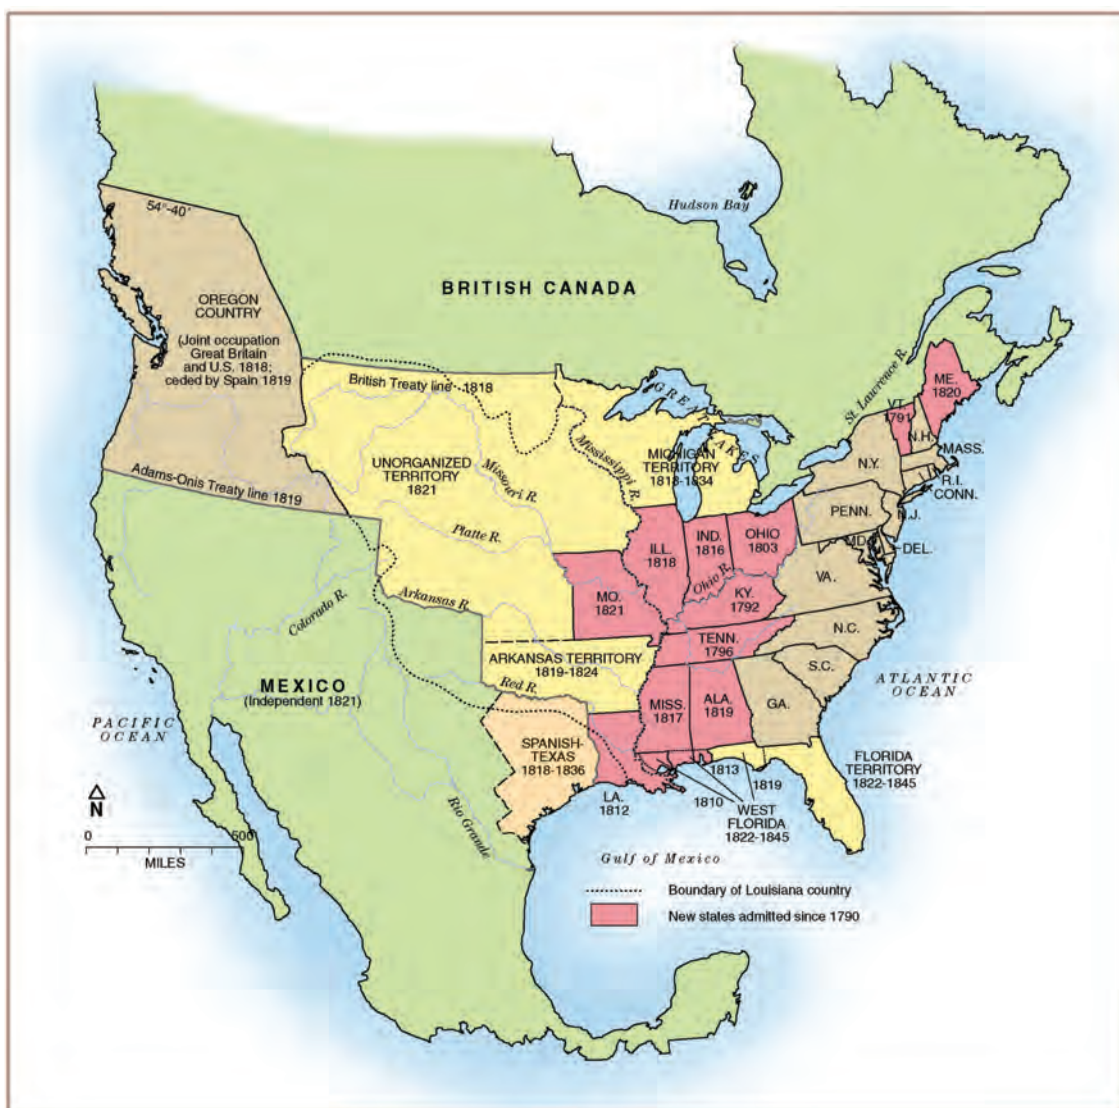 Hudson Bay
54°-40'
BRITISH CANADA
OREGON
COUNTRY
(Joint occupation
Great Britain
and U.S. 1818;
ceded by Spain 1819
British Treaty line 1818
GREAT LAKES
St. Lawrence R.
ME.
1820
VT.
1791
N.H.
MASS.
R.I.
CONN.
N.Y.
N.J.
PENN.
MD.
DEL.
UNORGANIZED
TERRITORY
1821
Missouri R.
Mississippi R.
MICHIGAN
TERRITORY
1818-1834
Adams-Onis Treaty line 1819
Platte R.
ILL.
1818
IND.
1816
OHIO
1803
Ohio R.
VA.
KY.
1792
MO.
1821
Arkansas R.
Colorado R.
N.C.
TENN.
1796
ARKANSAS TERRITORY
1819-1824
S.C.
Red R.
MEXICO
(Independent 1821)
MISS.
1817
ALA.
1819
GA.
ATLANTIC
OCEAN
PACIFIC
OCEAN
SPANISH-
TEXAS
1818-1836
FLORIDA
TERRITORY
1822-1845
LA.
1812
1813
1819
1810
WEST
FLORIDA
1822-1845
Rio Grande
N
0 500
MILES
Gulf of Mexico
Boundary of Louisiana country
New states admitted since 1790